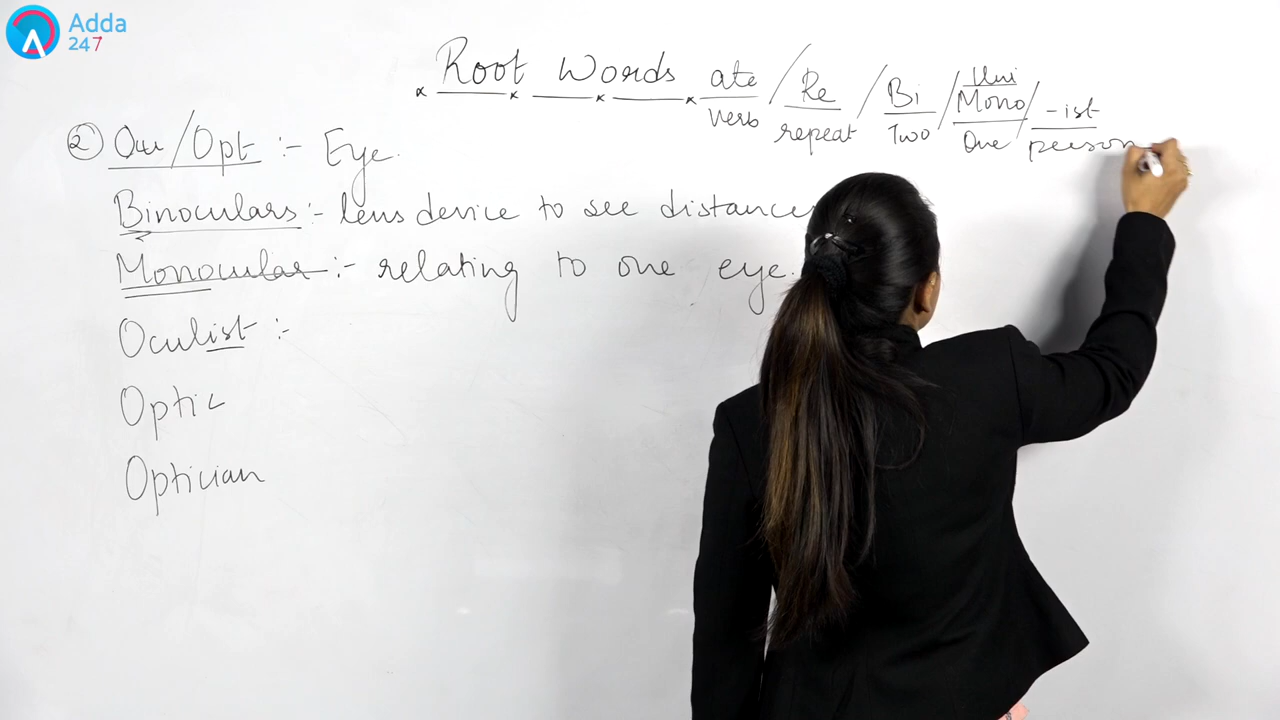 Adda
247
Root Words ate / Re / Bi / Uni Mono / -ist
verb repeat Two One person
② Ocu/Opt :- Eye.
Binoculars :- lens device to see distance
Monocular :- relating to one eye.
Oculist :-
Optic
Optician